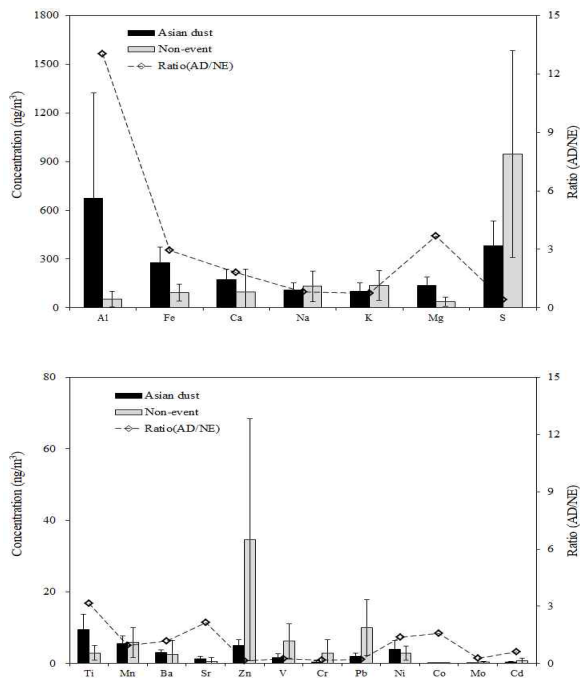 1800
1500
1200
900
600
300
0
Concentration (ng/m³)
Asian dust
Non-event
Ratio(AD/NE)
15
12
9
6
3
0
Ratio (AD/NE)
Al Fe Ca Na K Mg S
80
60
40
20
0
Concentration (ng/m³)
Asian dust
Non-event
Ratio(AD/NE)
15
12
9
6
3
0
Ratio (AD/NE)
Ti Mn Ba Sr Zn V Cr Pb Ni Co Mo Cd